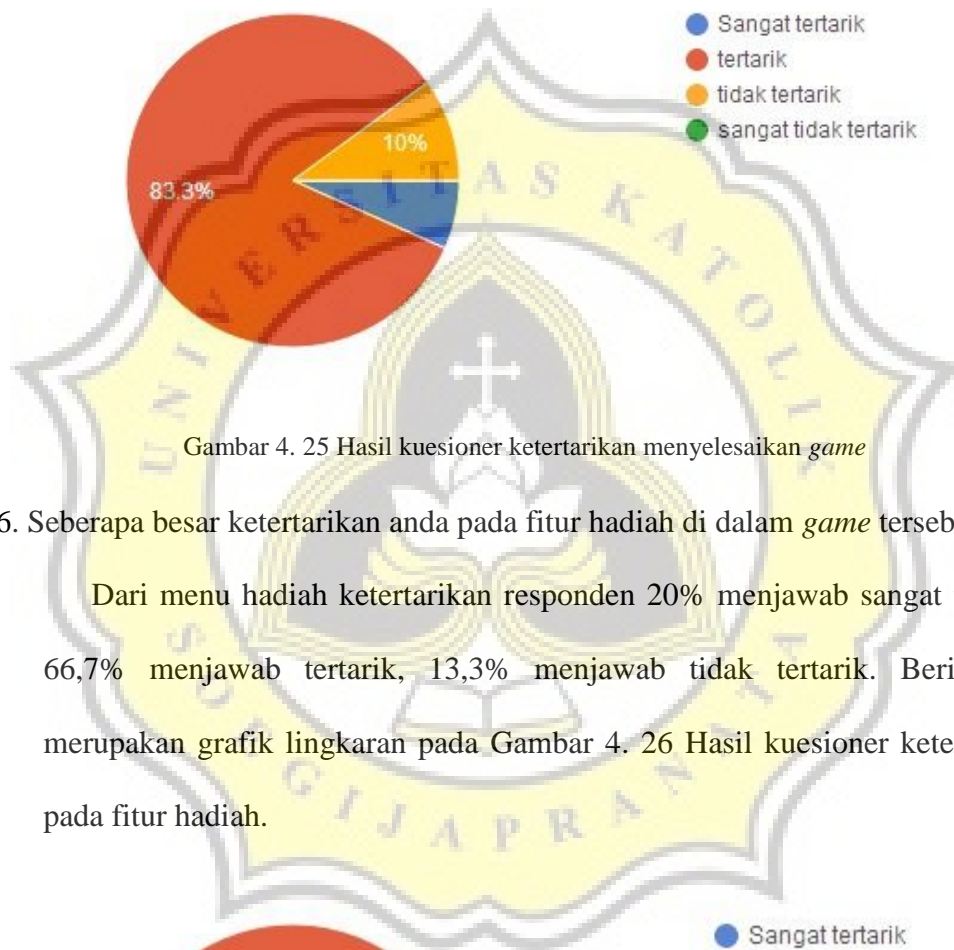 Sangat tertarik
tertarik
tidak tertarik
sangat tidak tertarik
10%
83.3%
UNIVERSITAS KATOLIK
Gambar 4. 25 Hasil kuesioner ketertarikan menyelesaikan game
6. Seberapa besar ketertarikan anda pada fitur hadiah di dalam game terseb
Dari menu hadiah ketertarikan responden 20% menjawab sangat
66,7% menjawab tertarik, 13,3% menjawab tidak tertarik. Beri
merupakan grafik lingkaran pada Gambar 4. 26 Hasil kuesioner kete
pada fitur hadiah.
SOEGIJAPRANATA
Sangat tertarik